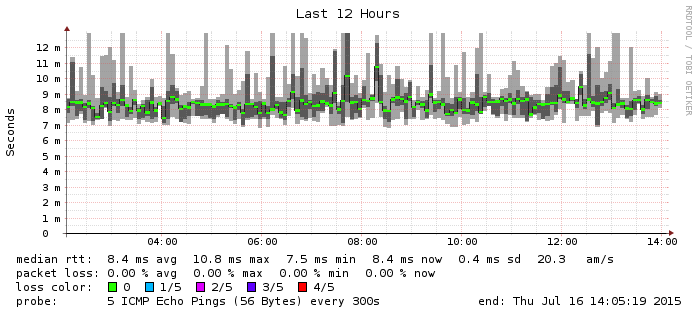 Last 12 Hours
RRDTOOL / TOBI OETIKER
Seconds
12 m
11 m
10 m
9 m
8 m
7 m
6 m
5 m
4 m
3 m
2 m
1 m
0
04:00 06:00 08:00 10:00 12:00 14:00
median rtt: 8.4 ms avg 10.8 ms max 7.5 ms min 8.4 ms now 0.4 ms sd 20.3 am/s
packet loss: 0.00 % avg 0.00 % max 0.00 % min 0.00 % now
loss color: 0 1/5 2/5 3/5 4/5
probe: 5 ICMP Echo Pings (56 Bytes) every 300s end: Thu Jul 16 14:05:19 2015